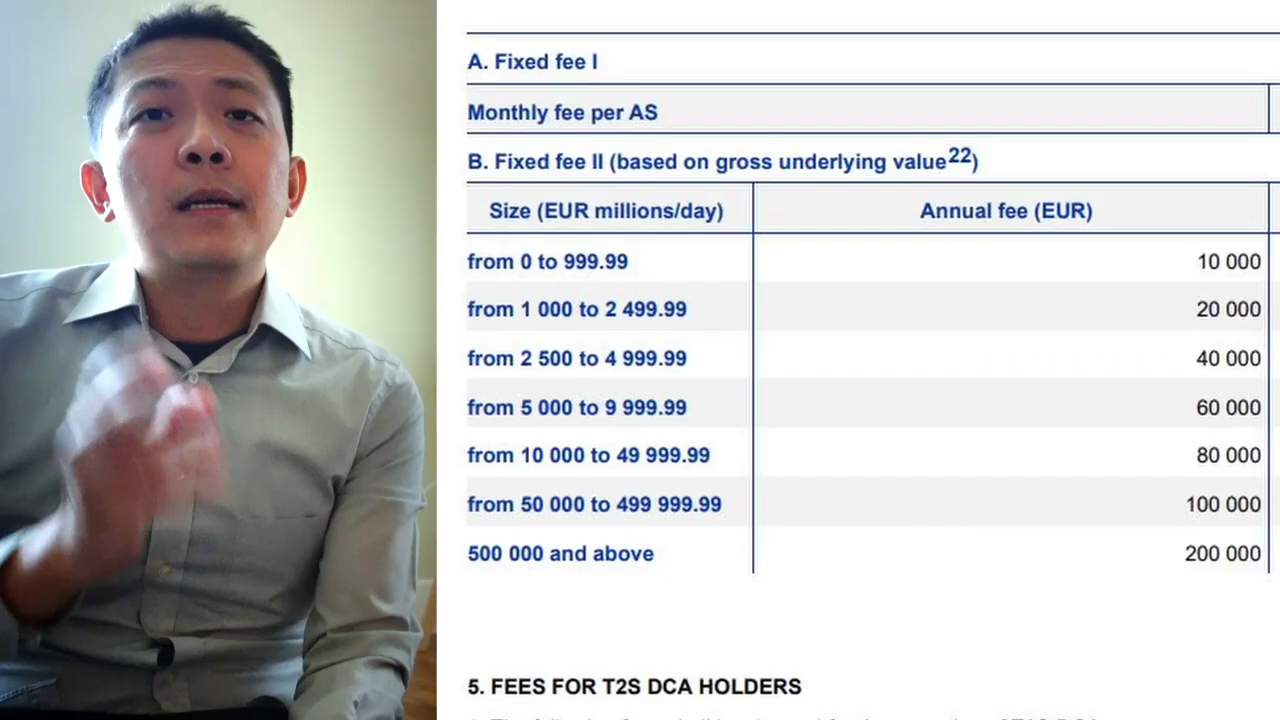 A. Fixed fee I
Monthly fee per AS
B. Fixed fee II (based on gross underlying value22)
Size (EUR millions/day) Annual fee (EUR)
from 0 to 999.99 10 000
from 1 000 to 2 499.99 20 000
from 2 500 to 4 999.99 40 000
from 5 000 to 9 999.99 60 000
from 10 000 to 49 999.99 80 000
from 50 000 to 499 999.99 100 000
500 000 and above 200 000
5. FEES FOR T2S DCA HOLDERS